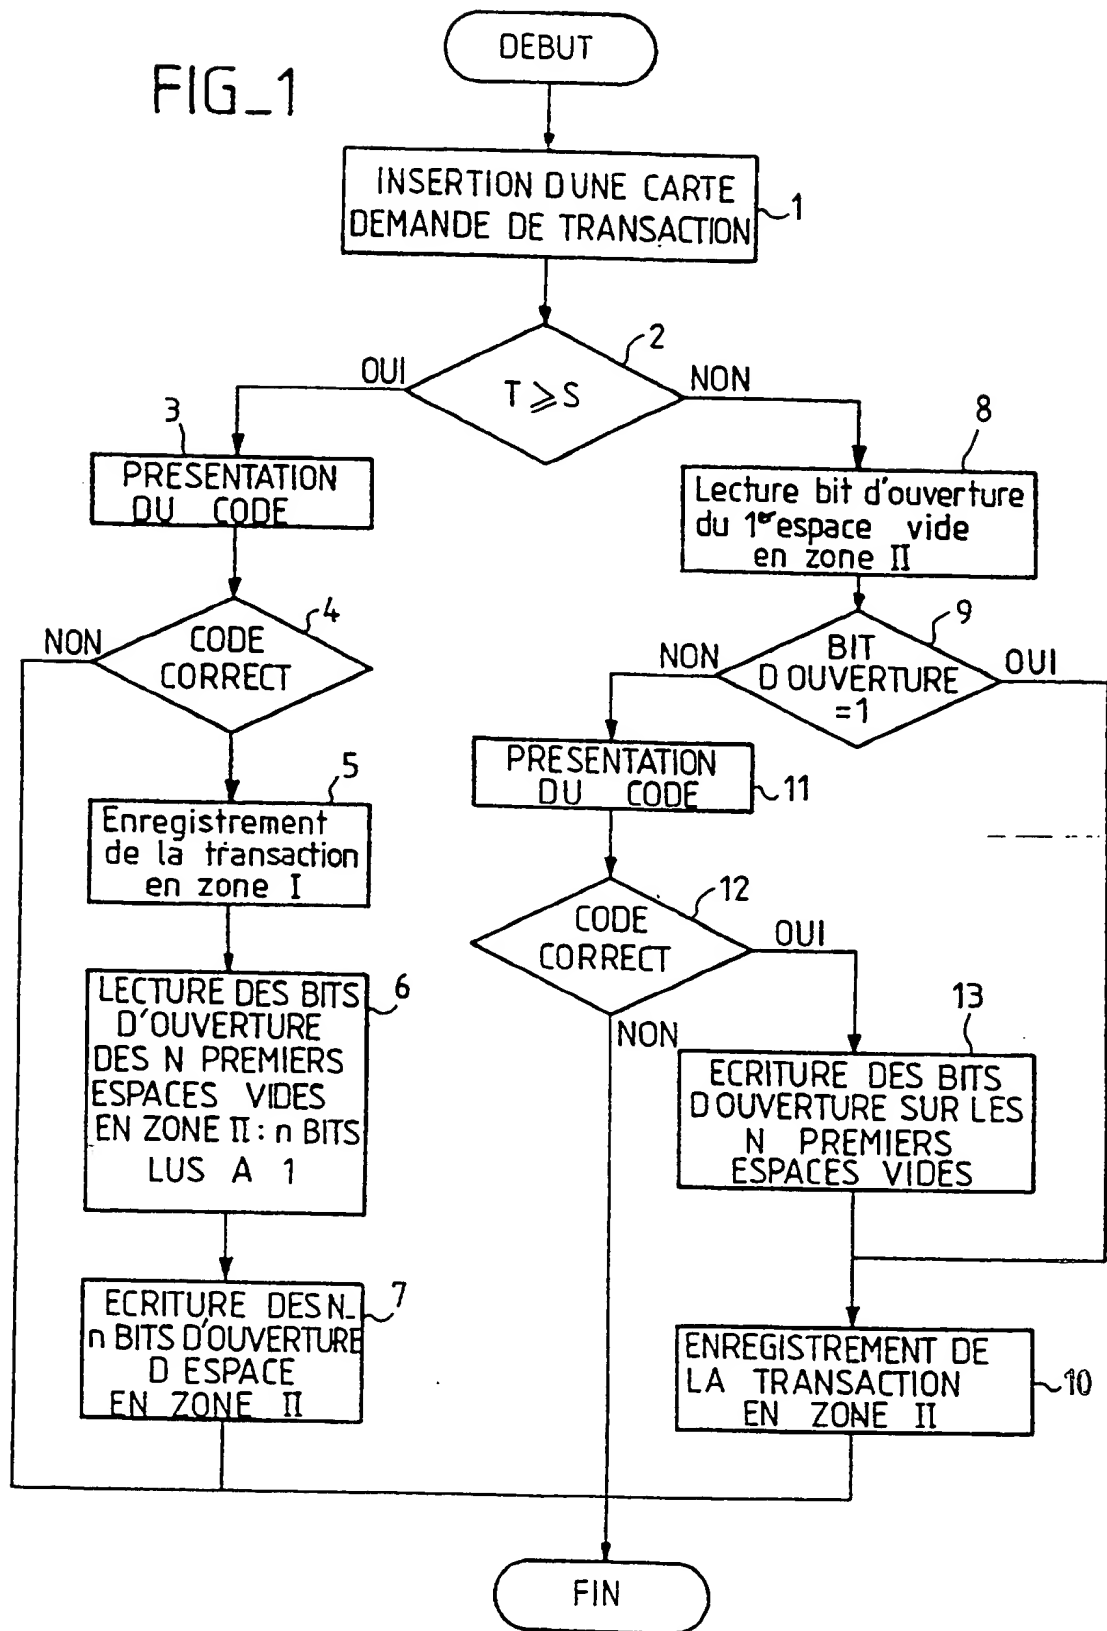 FIG_1
DEBUT
INSERTION DUNE CARTE
DEMANDE DE TRANSACTION
1
2
T ⩾ S
OUI
NON
3
PRESENTATION
DU CODE
4
CODE
CORRECT
NON
5
Enregistrement
de la transaction
en zone I
6
LECTURE DES BITS
D'OUVERTURE
DES N PREMIERS
ESPACES VIDES
EN ZONE II : n BITS
LUS A 1
7
ECRITURE DES N_
n BITS D'OUVERTURE
D ESPACE
EN ZONE II
8
Lecture bit d'ouverture
du 1er espace vide
en zone II
9
BIT
D OUVERTURE
=1
NON
OUI
PRESENTATION
DU CODE
11
12
CODE
CORRECT
OUI
NON
13
ECRITURE DES BITS
D OUVERTURE SUR LES
N PREMIERS
ESPACES VIDES
ENREGISTREMENT DE
LA TRANSACTION
EN ZONE II
10
FIN